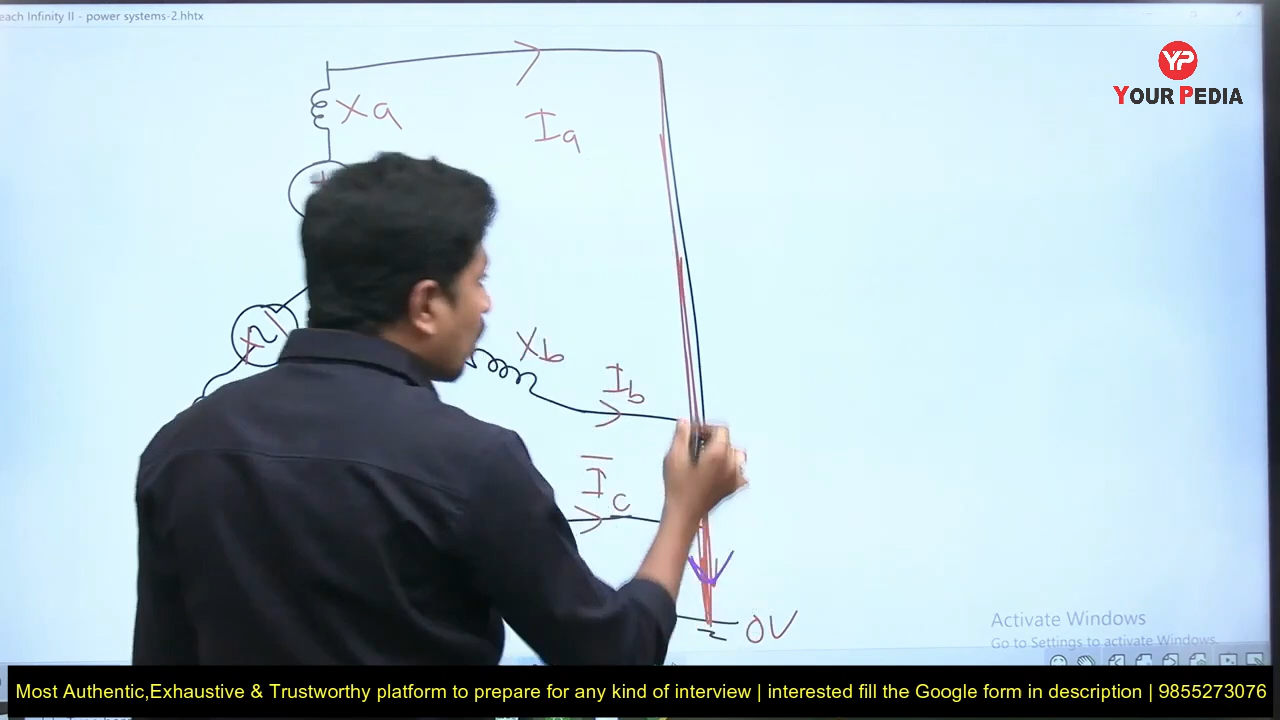 each Infinity II - power systems-2.hhtx
YP
YOUR PEDIA
Xa
Ia
Xb
Ib
Ic
0V
Activate Windows
Go to Settings to activate Windows.
Most Authentic,Exhaustive & Trustworthy platform to prepare for any kind of interview | interested fill the Google form in description | 9855273076